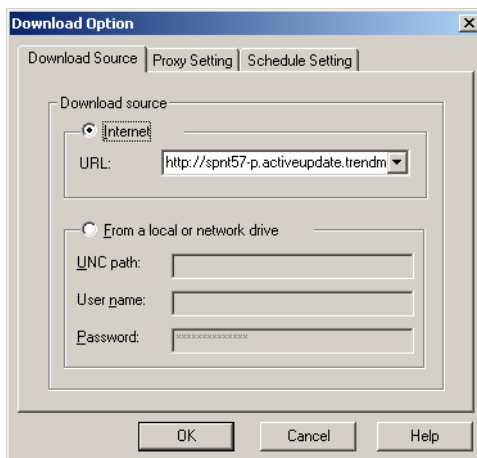 Download Option
Download Source Proxy Setting Schedule Setting
Download source
Internet
URL: http://spnt57-p.activeupdate.trendm
From a local or network drive
UNC path:
User name:
Password: **************
OK Cancel Help